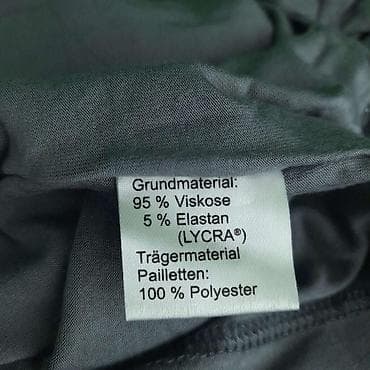 Grundmaterial:
95 % Viskose
5 % Elastan
(LYCRA®)
Trägermaterial
Pailletten:
100 % Polyester